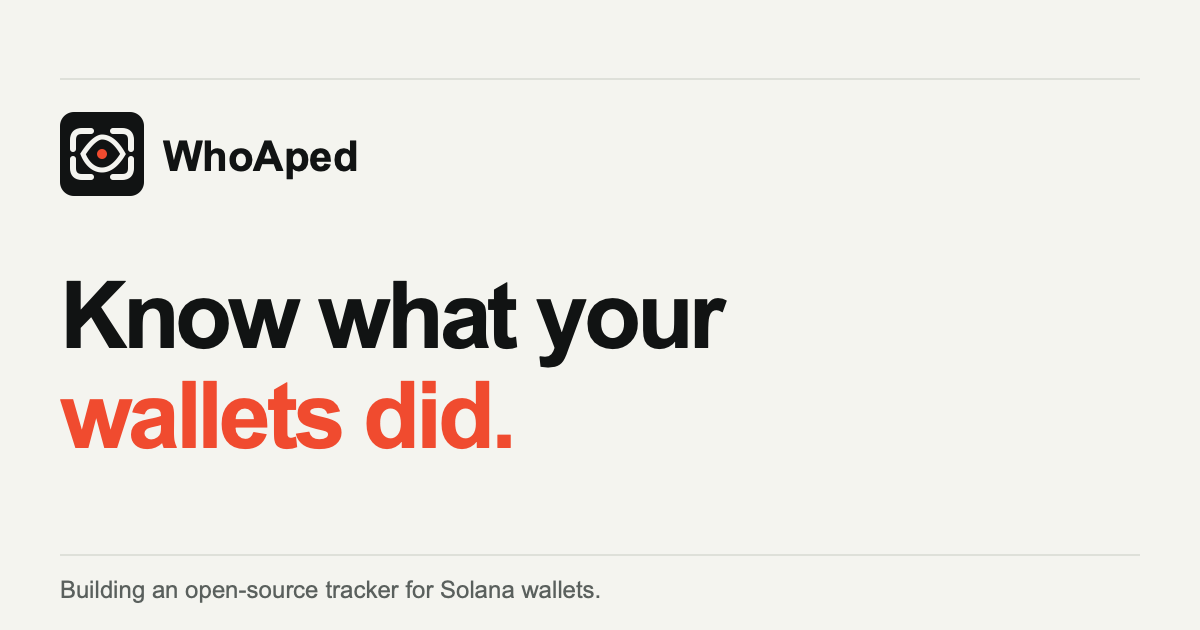 WhoAped
Know what your
wallets did.
Building an open-source tracker for Solana wallets.